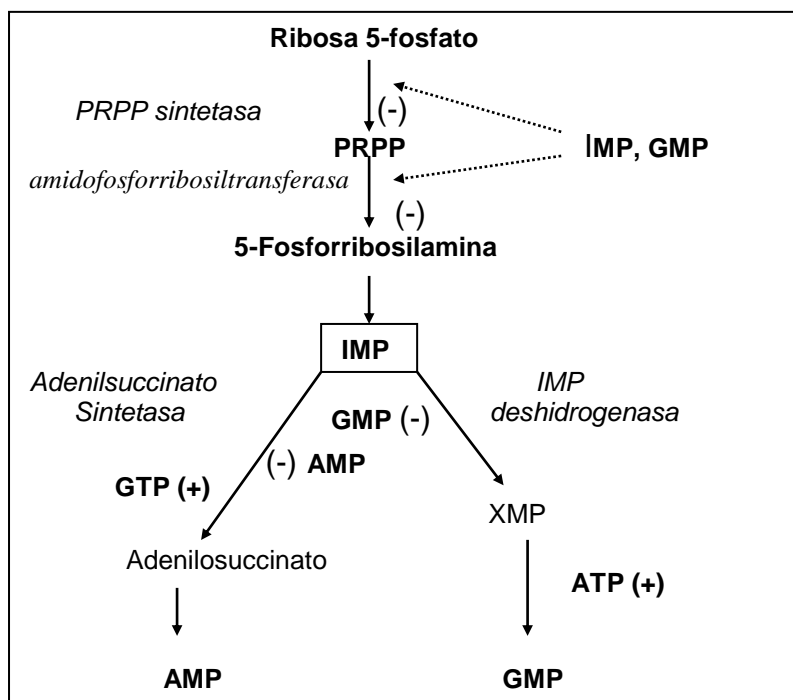 Ribosa 5-fosfato
PRPP sintetasa
(-)
PRPP
IMP, GMP
amidofosforribosiltransferasa
(-)
5-Fosforribosilamina
IMP
Adenilsuccinato
Sintetasa
IMP
deshidrogenasa
GMP (-)
(-) AMP
GTP (+)
XMP
Adenilosuccinato
ATP (+)
AMP
GMP